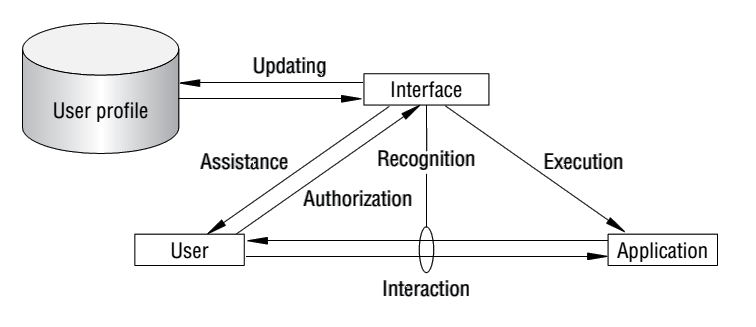 Updating
Interface
User profile
Assistance
Recognition
Execution
Authorization
User
Application
Interaction